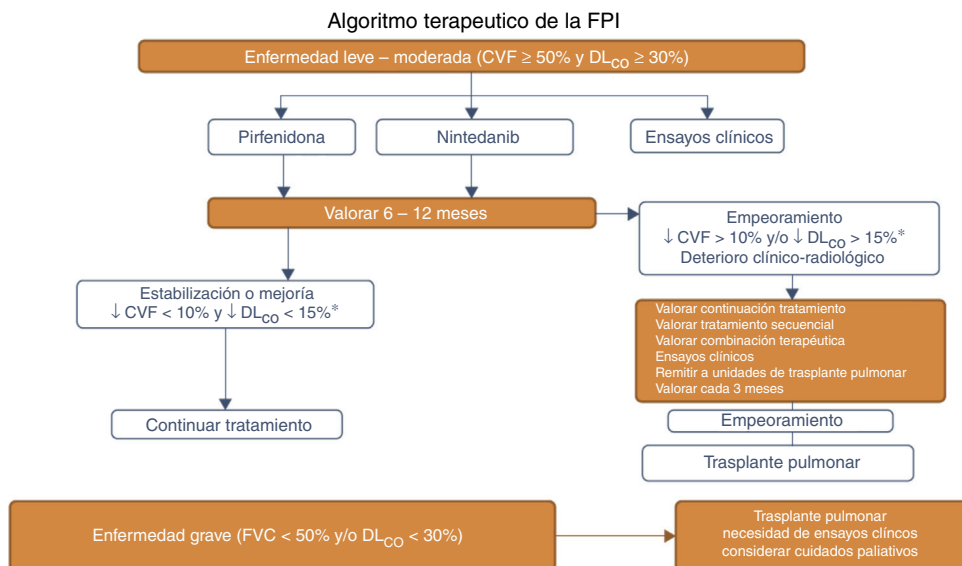 Algoritmo terapeutico de la FPI
Enfermedad leve – moderada (CVF ≥ 50% y DLCO ≥ 30%)
Pirfenidona
Nintedanib
Ensayos clínicos
Valorar 6 – 12 meses
Empeoramiento
↓ CVF > 10% y/o ↓ DLCO > 15%*
Deterioro clínico-radiológico
Estabilización o mejoría
↓ CVF < 10% y ↓ DLCO < 15%*
Valorar continuación tratamiento
Valorar tratamiento secuencial
Valorar combinación terapéutica
Ensayos clínicos
Remitir a unidades de trasplante pulmonar
Valorar cada 3 meses
Continuar tratamiento
Empeoramiento
Trasplante pulmonar
Enfermedad grave (FVC < 50% y/o DLCO < 30%)
Trasplante pulmonar
necesidad de ensayos clíncos
considerar cuidados paliativos